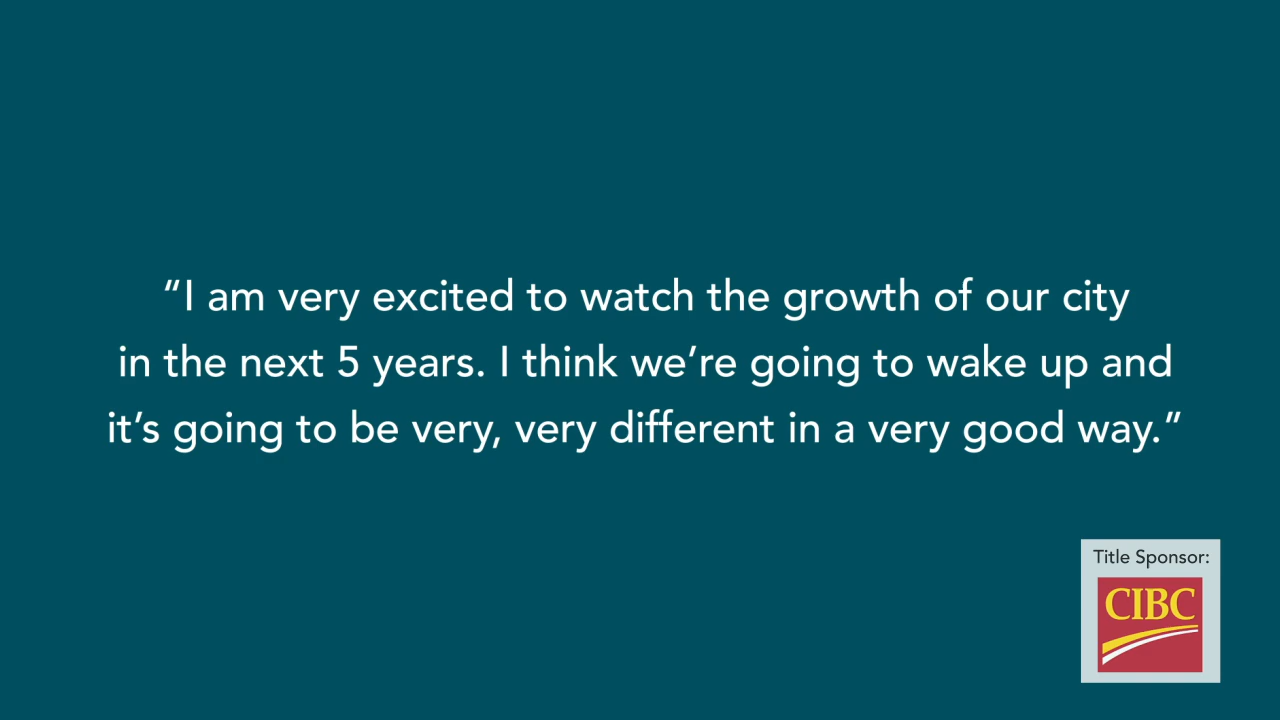 “I am very excited to watch the growth of our city
in the next 5 years. I think we’re going to wake up and
it’s going to be very, very different in a very good way.”
Title Sponsor:
CIBC